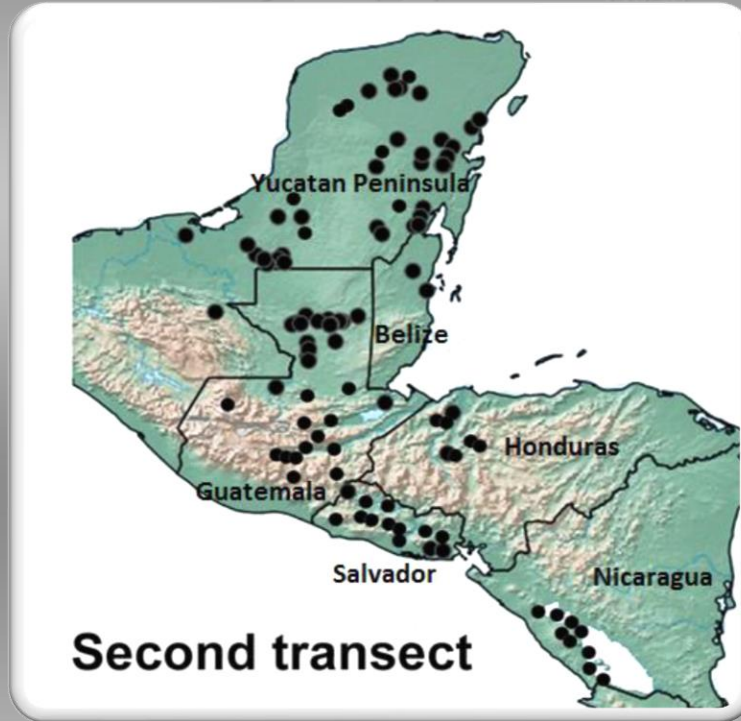 Yucatan Peninsula
Belize
Honduras
Guatemala
Salvador
Nicaragua
Second transect